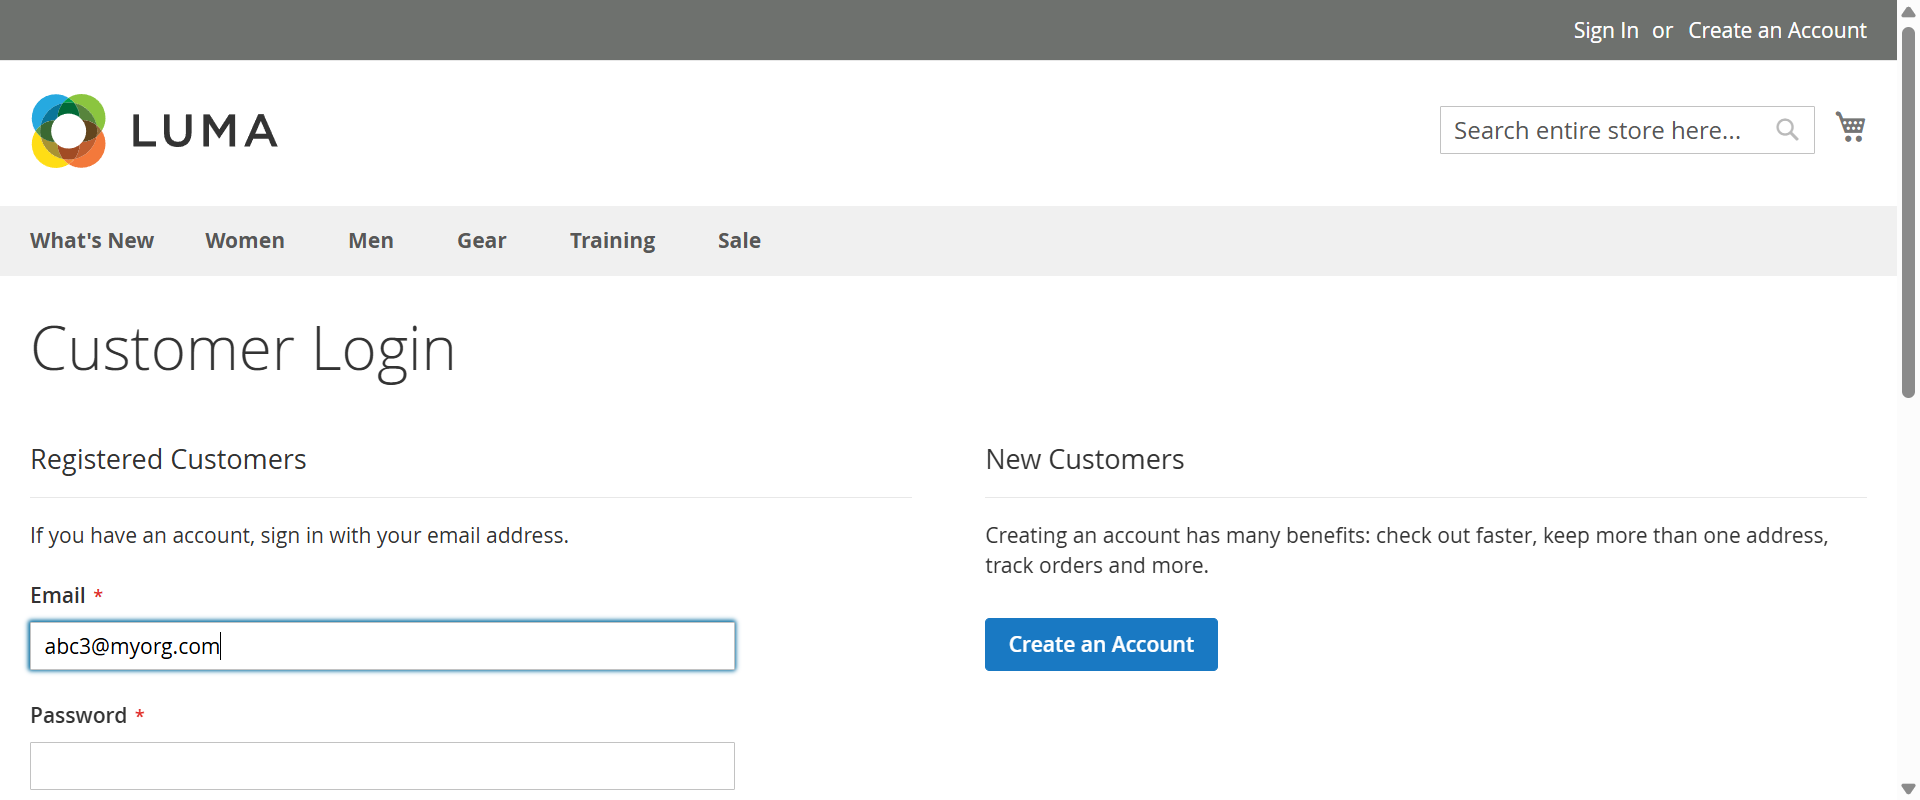 Sign In or Create an Account
LUMA
Search entire store here...
What's New Women Men Gear Training Sale
Customer Login
Registered Customers
If you have an account, sign in with your email address.
Email *
abc3@myorg.com
Password *
New Customers
Creating an account has many benefits: check out faster, keep more than one address,
track orders and more.
Create an Account